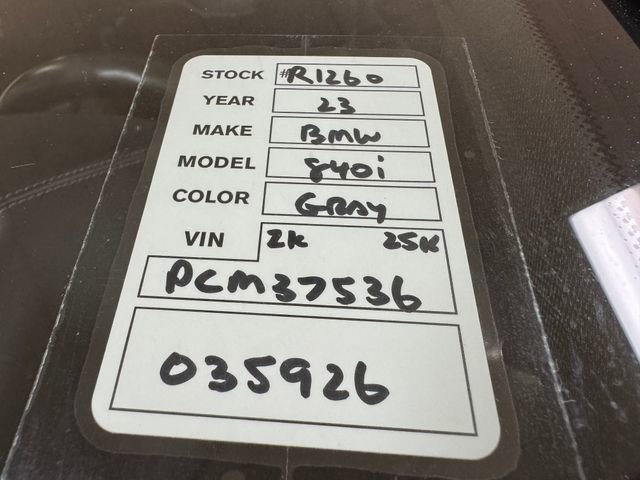 STOCK #R1260
YEAR 23
MAKE BMW
MODEL 840i
COLOR GRAY
VIN 2K 25K
PCM37536
035926